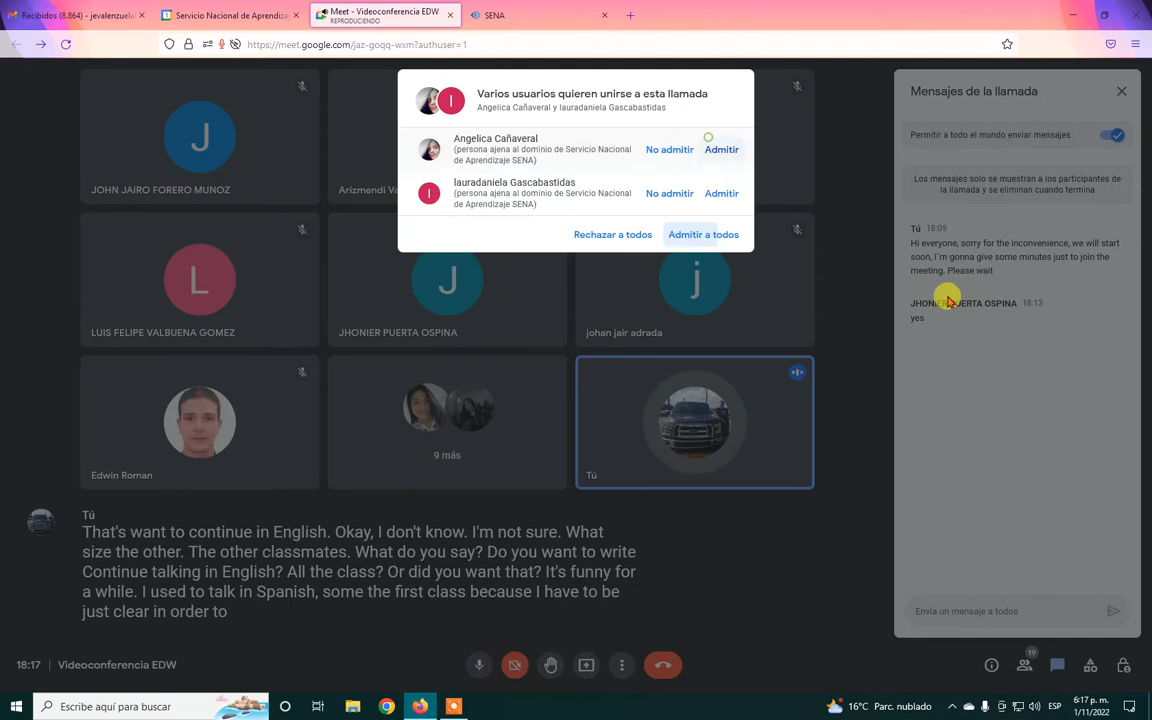 Recibidos (8.864) - jevalenzuela
Servicio Nacional de Aprendizaje
Meet - Videoconferencia EDW
REPRODUCIENDO
SENA
https://meet.google.com/jaz-goqq-wxm?authuser=1
Varios usuarios quieren unirse a esta llamada
Angelica Cañaveral y lauradaniela Gascabastidas
Angelica Cañaveral
(persona ajena al dominio de Servicio Nacional
de Aprendizaje SENA)
No admitir
Admitir
lauradaniela Gascabastidas
(persona ajena al dominio de Servicio Nacional
de Aprendizaje SENA)
No admitir
Admitir
Rechazar a todos
Admitir a todos
J
JOHN JAIRO FORERO MUNOZ
Arizmendi Va
L
LUIS FELIPE VALBUENA GOMEZ
J
JHONIER PUERTA OSPINA
j
johan jair adrada
Edwin Roman
9 más
Tú
Mensajes de la llamada
Permitir a todo el mundo enviar mensajes
Los mensajes solo se muestran a los participantes de
la llamada y se eliminan cuando termina
Tú 18:09
Hi everyone, sorry for the inconvenience, we will start
soon, I´m gonna give some minutes just to join the
meeting. Please wait
JHONIER PUERTA OSPINA 18:13
yes
Envía un mensaje a todos
Tú
That's want to continue in English. Okay, I don't know. I'm not sure. What
size the other. The other classmates. What do you say? Do you want to write
Continue talking in English? All the class? Or did you want that? It's funny for
a while. I used to talk in Spanish, some the first class because I have to be
just clear in order to
18:17 Videoconferencia EDW
19
Escribe aquí para buscar
16°C Parc. nublado
ESP
6:17 p. m.
1/11/2022